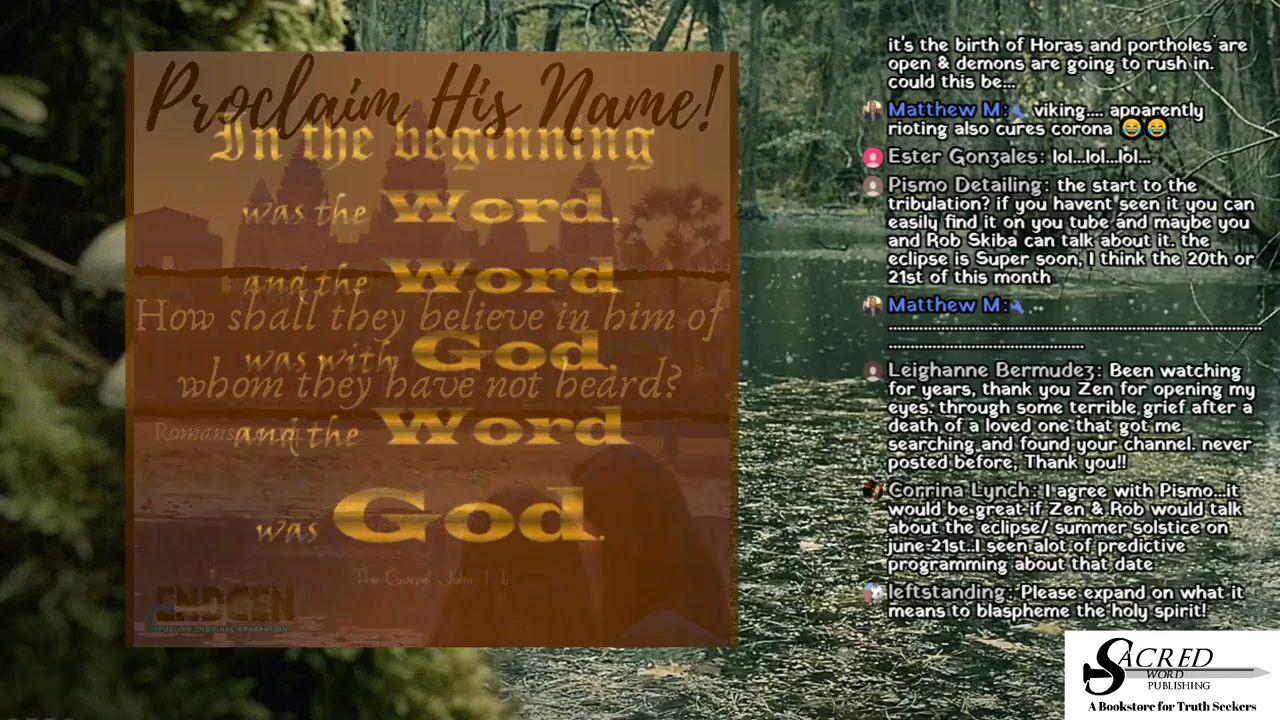 Proclaim His Name!
In the beginning
was the Word,
and the Word
How shall they believe in him of
was with God,
whom they have not heard?
and the Word
Romans
was God.
The Gospel John 1:1
ENDGEN
FUELING THE FINAL GENERATION
it's the birth of Horas and portholes are
open & demons are going to rush in.
could this be...
Matthew M: viking.... apparently
rioting also cures corona 😂 😂
Ester Gonzales: lol...lol...lol...
Pismo Detailing: the start to the
tribulation? if you havent seen it you can
easily find it on you tube and maybe you
and Rob Skiba can talk about it. the
eclipse is Super soon, I think the 20th or
21st of this month
Matthew M:
Leighanne Bermudez: Been watching
for years, thank you Zen for opening my
eyes. through some terrible grief after a
death of a loved one that got me
searching and found your channel. never
posted before, Thank you!!
Corrina Lynch: I agree with Pismo...it
would be great if Zen & Rob would talk
about the eclipse/ summer solstice on
june 21st..I seen alot of predictive
programming about that date
leftstanding: Please expand on what it
means to blaspheme the holy spirit!
SACRED
WORD
PUBLISHING
A Bookstore for Truth Seekers